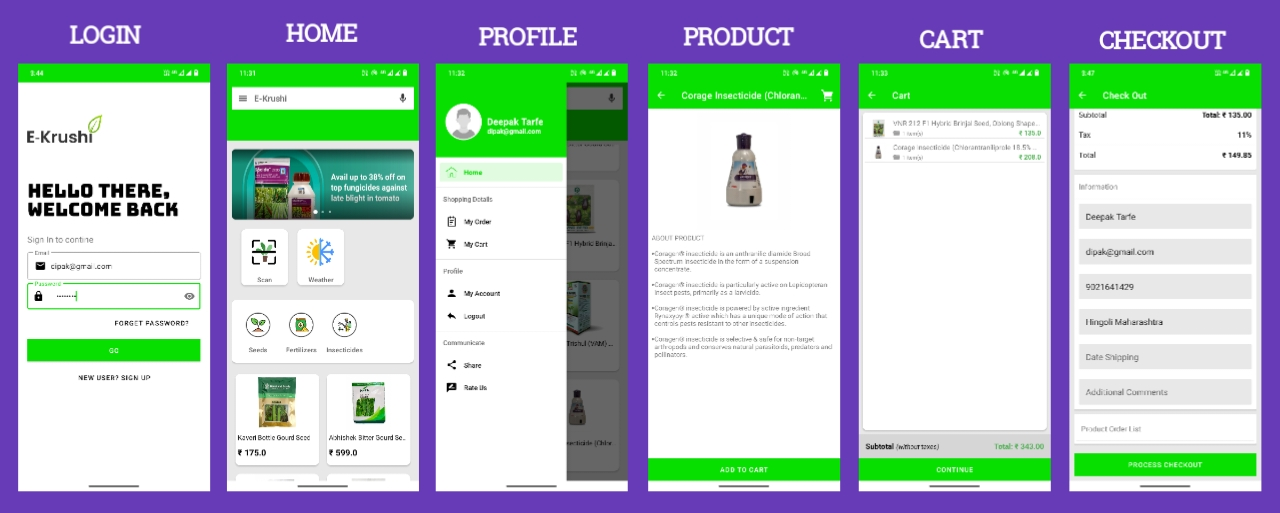 LOGIN
3:44
E-Krushi
HELLO THERE,
WELCOME BACK
Sign In to contine
Email
dipak@gmail.com
Password
FORGET PASSWORD?
GO
NEW USER? SIGN UP
HOME
11:31
E-Krushi
Avail up to 38% off on
top fungicides against
late blight in tomato
Scan
Weather
Seeds
Fertilizers
Insecticides
Kaveri Bottle Gourd Seed
₹ 175.0
Abhishek Bitter Gourd Se..
₹ 599.0
PROFILE
11:32
Deepak Tarfe
dipak@gmail.com
Home
Shopping Details
My Order
My Cart
Profile
My Account
Logout
Communicate
Share
Rate Us
F1 Hybric Brinja..
Trishul (VAM) ...
PRODUCT
11:32
Corage Insecticide (Chloran...
ABOUT PRODUCT
•Coragen® insecticide is an anthranilic diamide Broad
Spectrum insecticide in the form of a suspension
concentrate.
•Coragen® insecticide is particularly active on Lepicopteran
insect pests, primarily as a larvicide.
•Coragen® insecticide is powered by active ingredient
Rynaxypyr® active which has a unique mode of action that
controls pests resistant to other insecticides.
•Coragen® insecticide is selective & safe for non-target
arthropods and conserves natural parasitoids, predators and
pollinators.
ADD TO CART
CART
11:33
Cart
VNR 212 F1 Hybric Brinjal Seed, Oblong Shape...
₹ 135.0
Corage Insecticide (Chlorantraniliprole 18.5% ...
₹ 208.0
Subtotal (without taxes)
Total: ₹ 343.00
CONTINUE
CHECKOUT
3:47
Check Out
Subtotal
Total: ₹ 135.00
Tax
11%
Total
₹ 149.85
Information
Deepak Tarfe
dipak@gmail.com
9021641429
Hingoli Maharashtra
Date Shipping
Additional Comments
Product Order List
PROCESS CHECKOUT